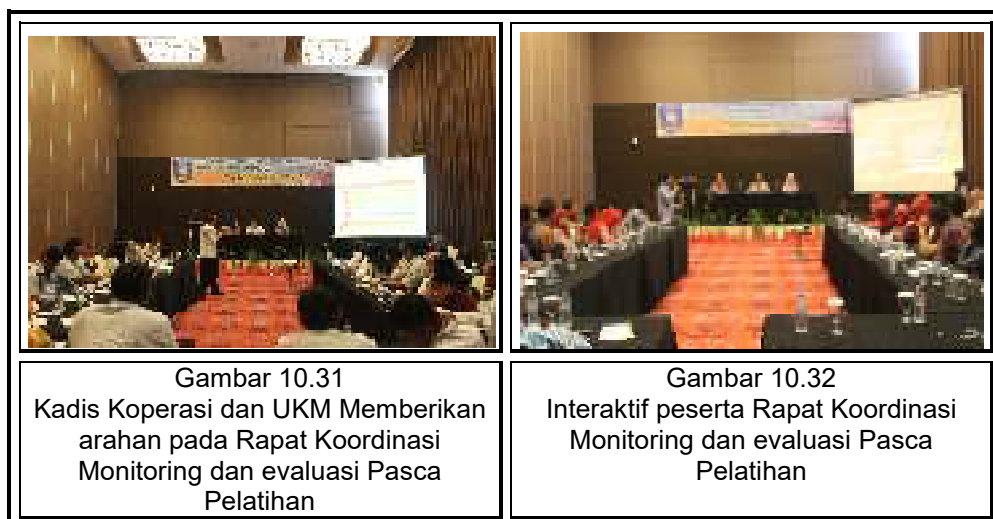 Gambar 10.31
Kadis Koperasi dan UKM Memberikan
arahan pada Rapat Koordinasi
Monitoring dan evaluasi Pasca
Pelatihan
Gambar 10.32
Interaktif peserta Rapat Koordinasi
Monitoring dan evaluasi Pasca
Pelatihan